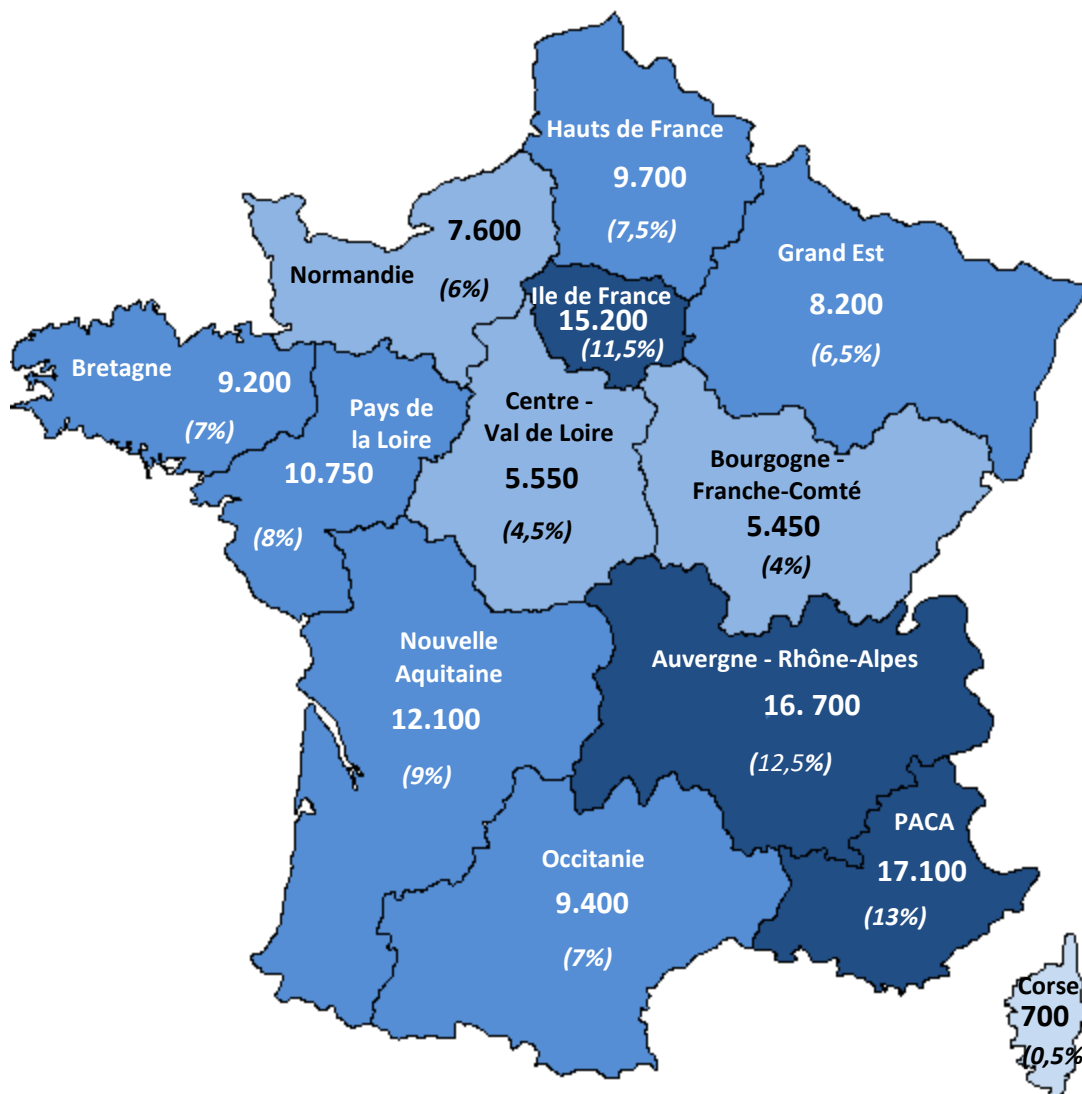 Hauts de France
9.700
(7,5%)
7.600
Normandie
(6%)
Grand Est
8.200
(6,5%)
Ile de France
15.200
(11,5%)
Bretagne
9.200
(7%)
Pays de
la Loire
10.750
(8%)
Centre -
Val de Loire
5.550
(4,5%)
Bourgogne -
Franche-Comté
5.450
(4%)
Nouvelle
Aquitaine
12.100
(9%)
Auvergne - Rhône-Alpes
16. 700
(12,5%)
PACA
17.100
(13%)
Occitanie
9.400
(7%)
Corse
700
(0,5%